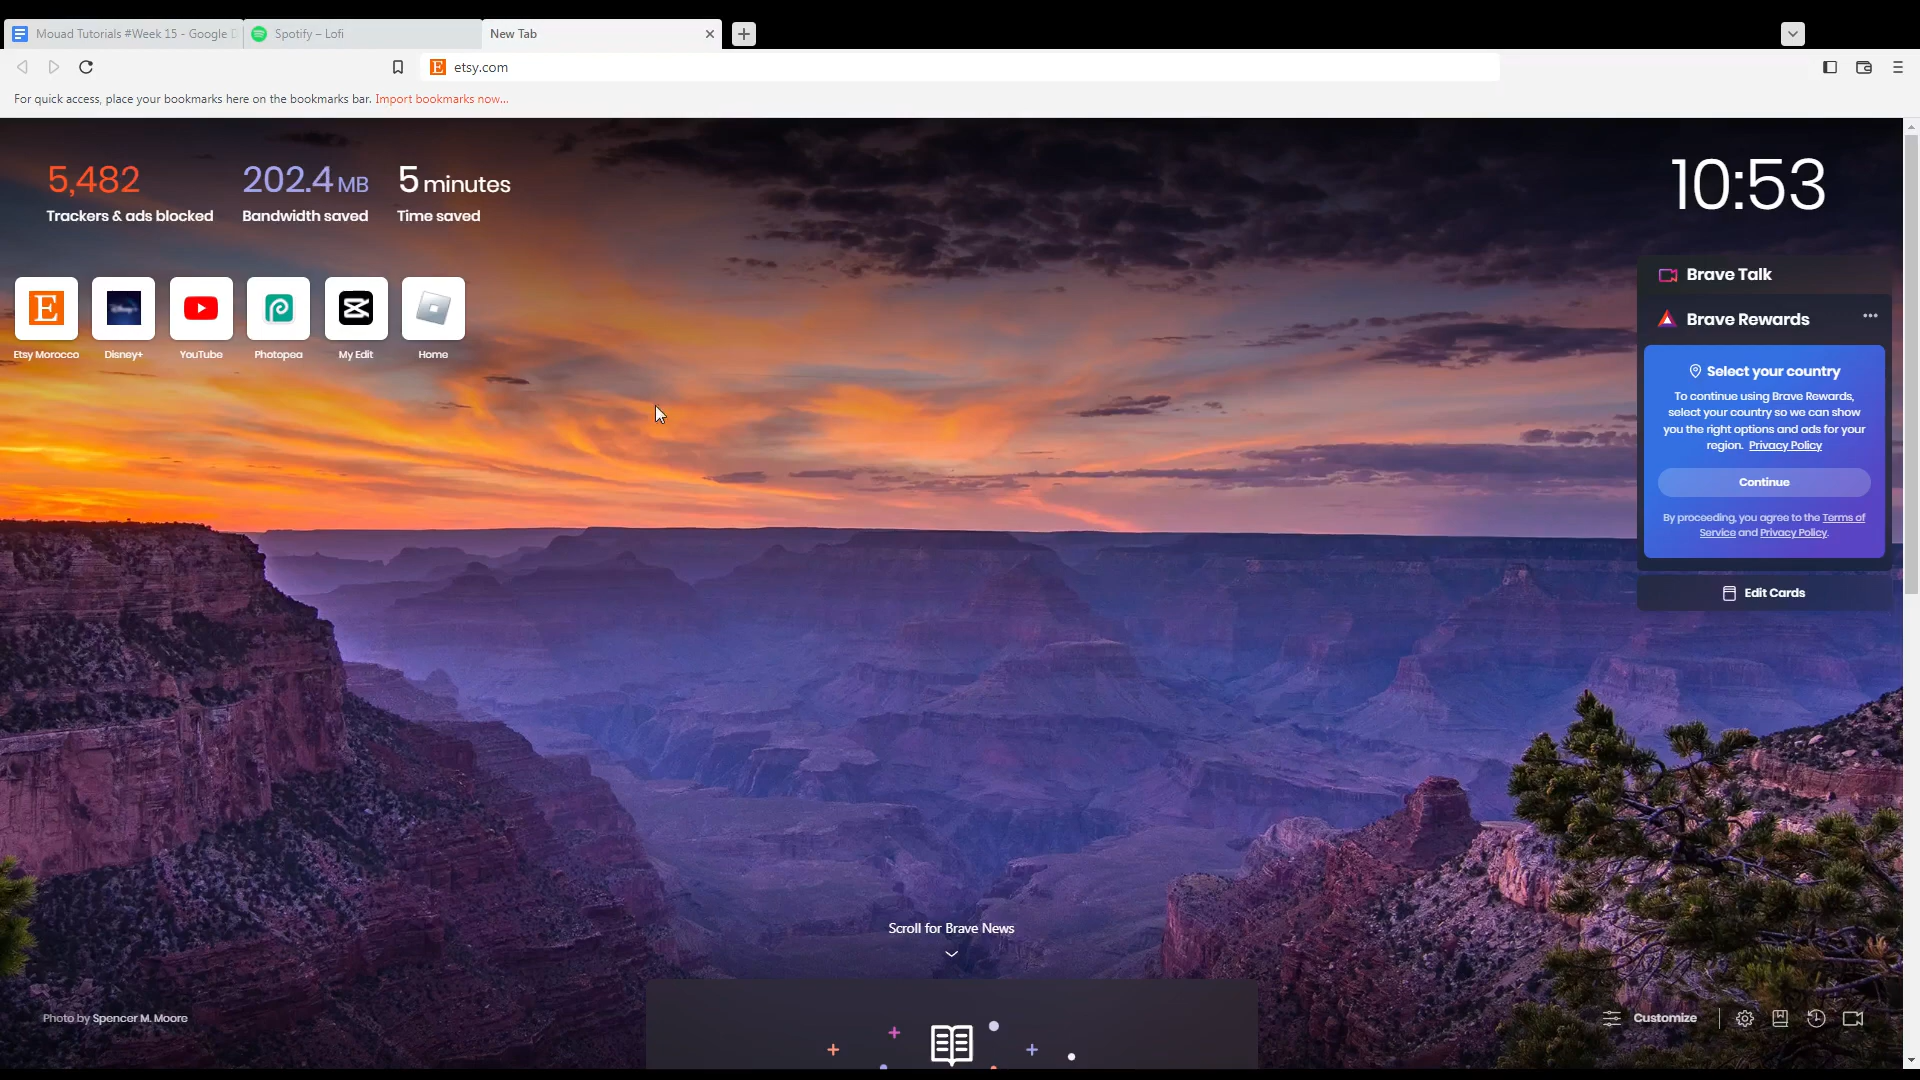 Mouad Tutorials #Week 15 - Google D
Spotify – Lofi
New Tab
etsy.com
For quick access, place your bookmarks here on the bookmarks bar. Import bookmarks now...
5,482
Trackers & ads blocked
202.4 MB
Bandwidth saved
5 minutes
Time saved
10:53
Etsy Morocco
Disney+
YouTube
Photopea
My Edit
Home
Brave Talk
Brave Rewards
Select your country
To continue using Brave Rewards,
select your country so we can show
you the right options and ads for your
region. Privacy Policy
Continue
By proceeding, you agree to the Terms of
Service and Privacy Policy.
Edit Cards
Scroll for Brave News
Photo by Spencer M. Moore
Customize